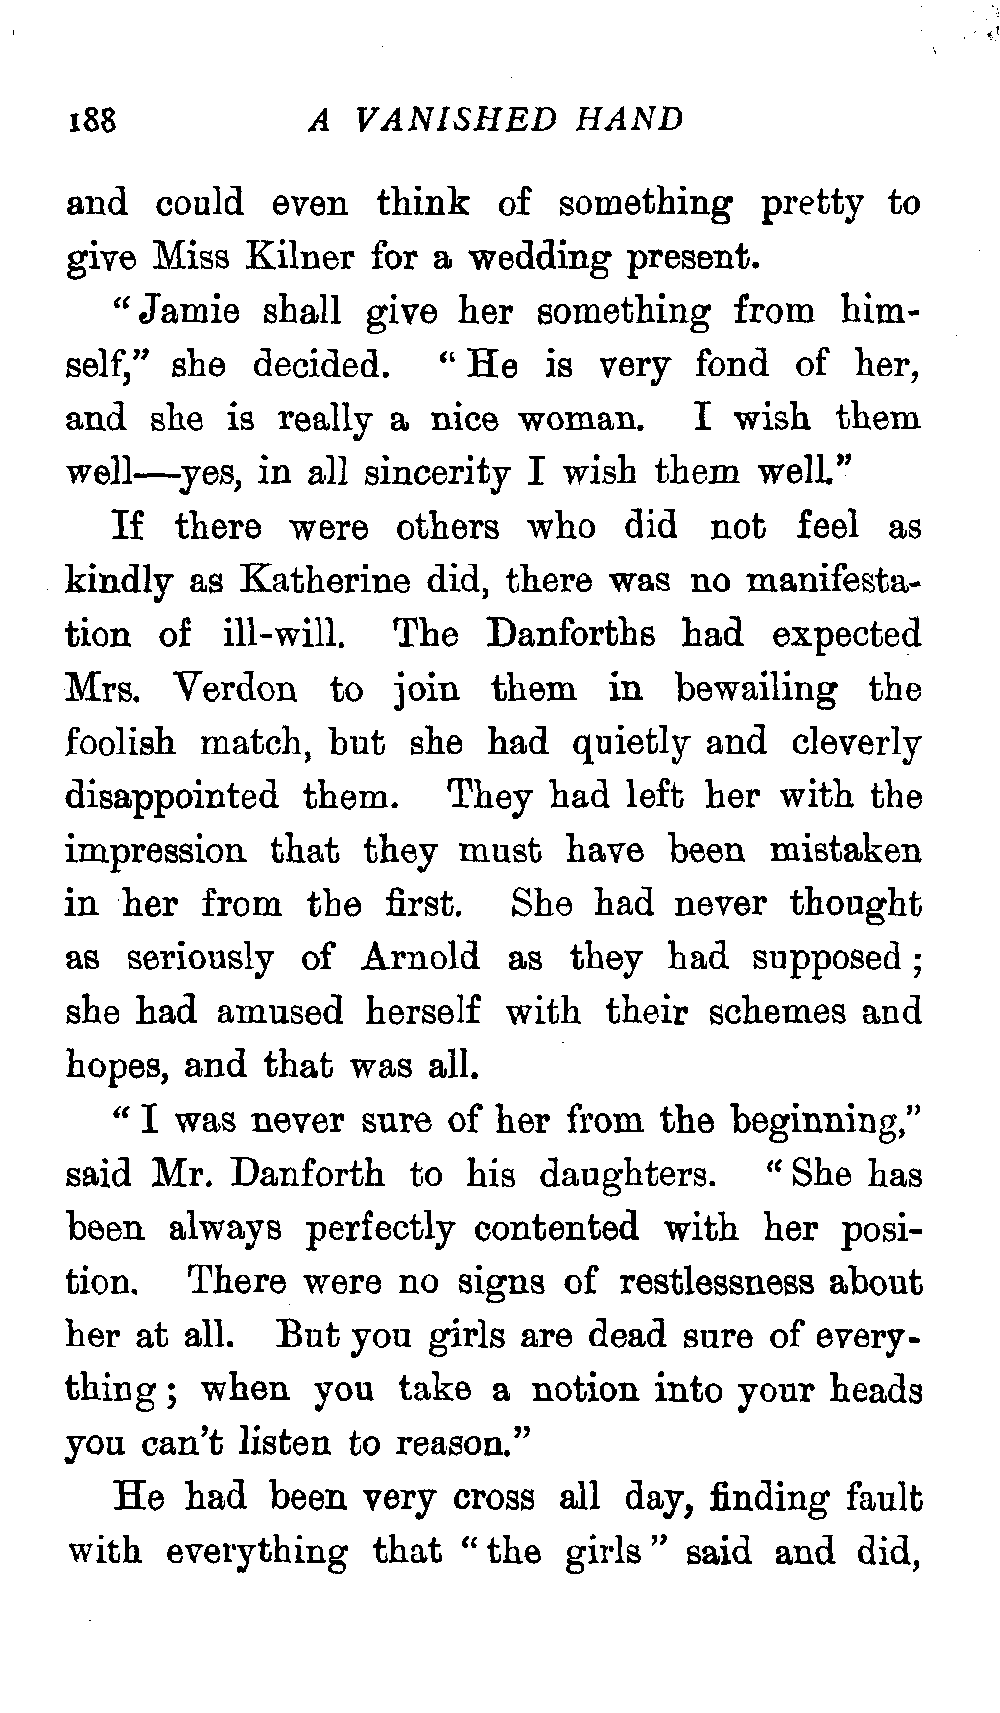 188 A VANISHED HAND
and could even think of something pretty to
give Miss Kilner for a wedding present.
“Jamie shall give her something from him-
self,” she decided. “He is very fond of her,
and she is really a nice woman. I wish them
well—yes, in all sincerity I wish them well.”
If there were others who did not feel as
kindly as Katherine did, there was no manifesta-
tion of ill-will. The Danforths had expected
Mrs. Verdon to join them in bewailing the
foolish match, but she had quietly and cleverly
disappointed them. They had left her with the
impression that they must have been mistaken
in her from the first. She had never thought
as seriously of Arnold as they had supposed;
she had amused herself with their schemes and
hopes, and that was all.
“I was never sure of her from the beginning,”
said Mr. Danforth to his daughters. “She has
been always perfectly contented with her posi-
tion. There were no signs of restlessness about
her at all. But you girls are dead sure of every-
thing; when you take a notion into your heads
you can’t listen to reason.”
He had been very cross all day, finding fault
with everything that “the girls” said and did,